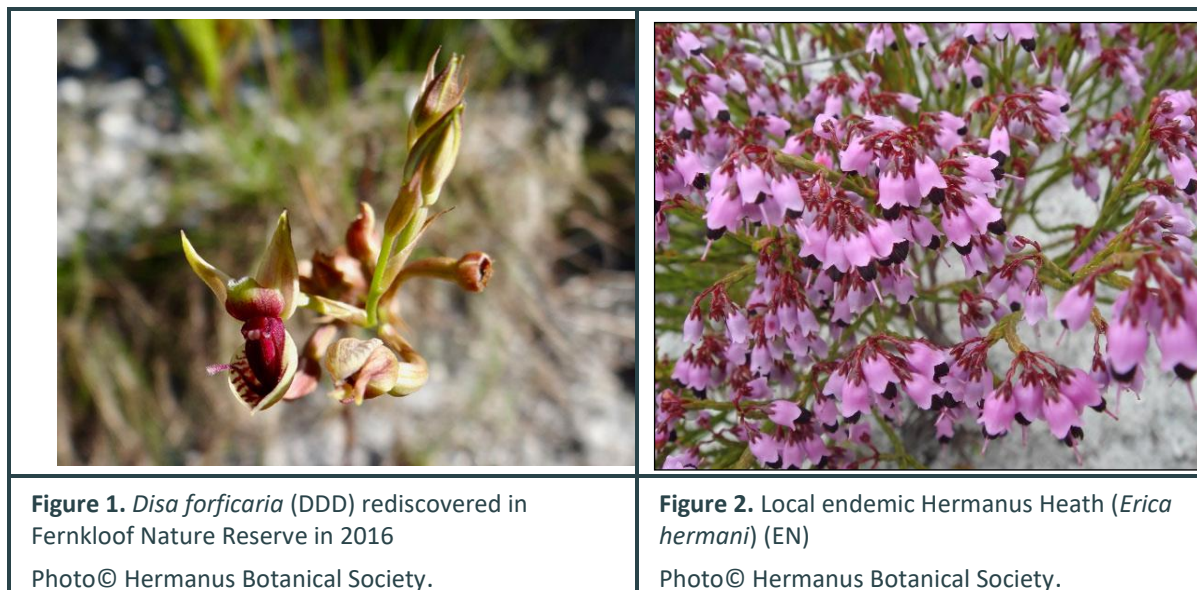 Figure 1. Disa forficaria (DDD) rediscovered in
Fernkloof Nature Reserve in 2016
Photo© Hermanus Botanical Society.
Figure 2. Local endemic Hermanus Heath (Erica
hermani) (EN)
Photo© Hermanus Botanical Society.